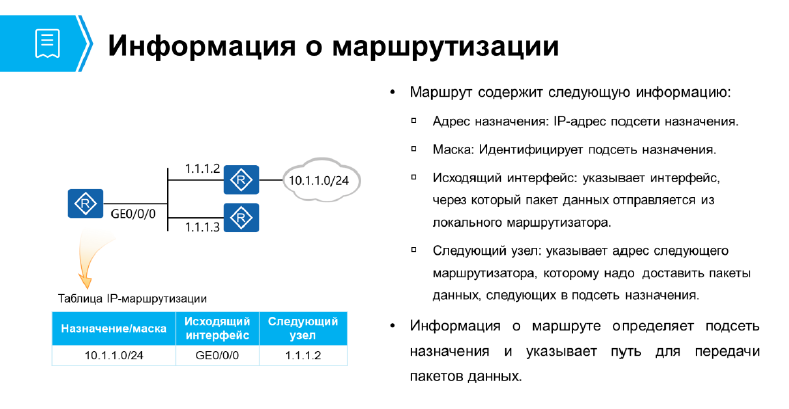 Информация о маршрутизации
• Маршрут содержит следующую информацию:
▫ Адрес назначения: IP-адрес подсети назначения.
▫ Маска: Идентифицирует подсеть назначения.
▫ Исходящий интерфейс: указывает интерфейс,
через который пакет данных отправляется из
локального маршрутизатора.
▫ Следующий узел: указывает адрес следующего
маршрутизатора, которому надо доставить пакеты
данных, следующих в подсеть назначения.
• Информация о маршруте определяет подсеть
назначения и указывает путь для передачи
пакетов данных.
1.1.1.2
R
10.1.1.0/24
R
GE0/0/0
R
1.1.1.3
Таблица IP-маршрутизации
Назначение/маска Исходящий интерфейс Следующий узел
10.1.1.0/24 GE0/0/0 1.1.1.2